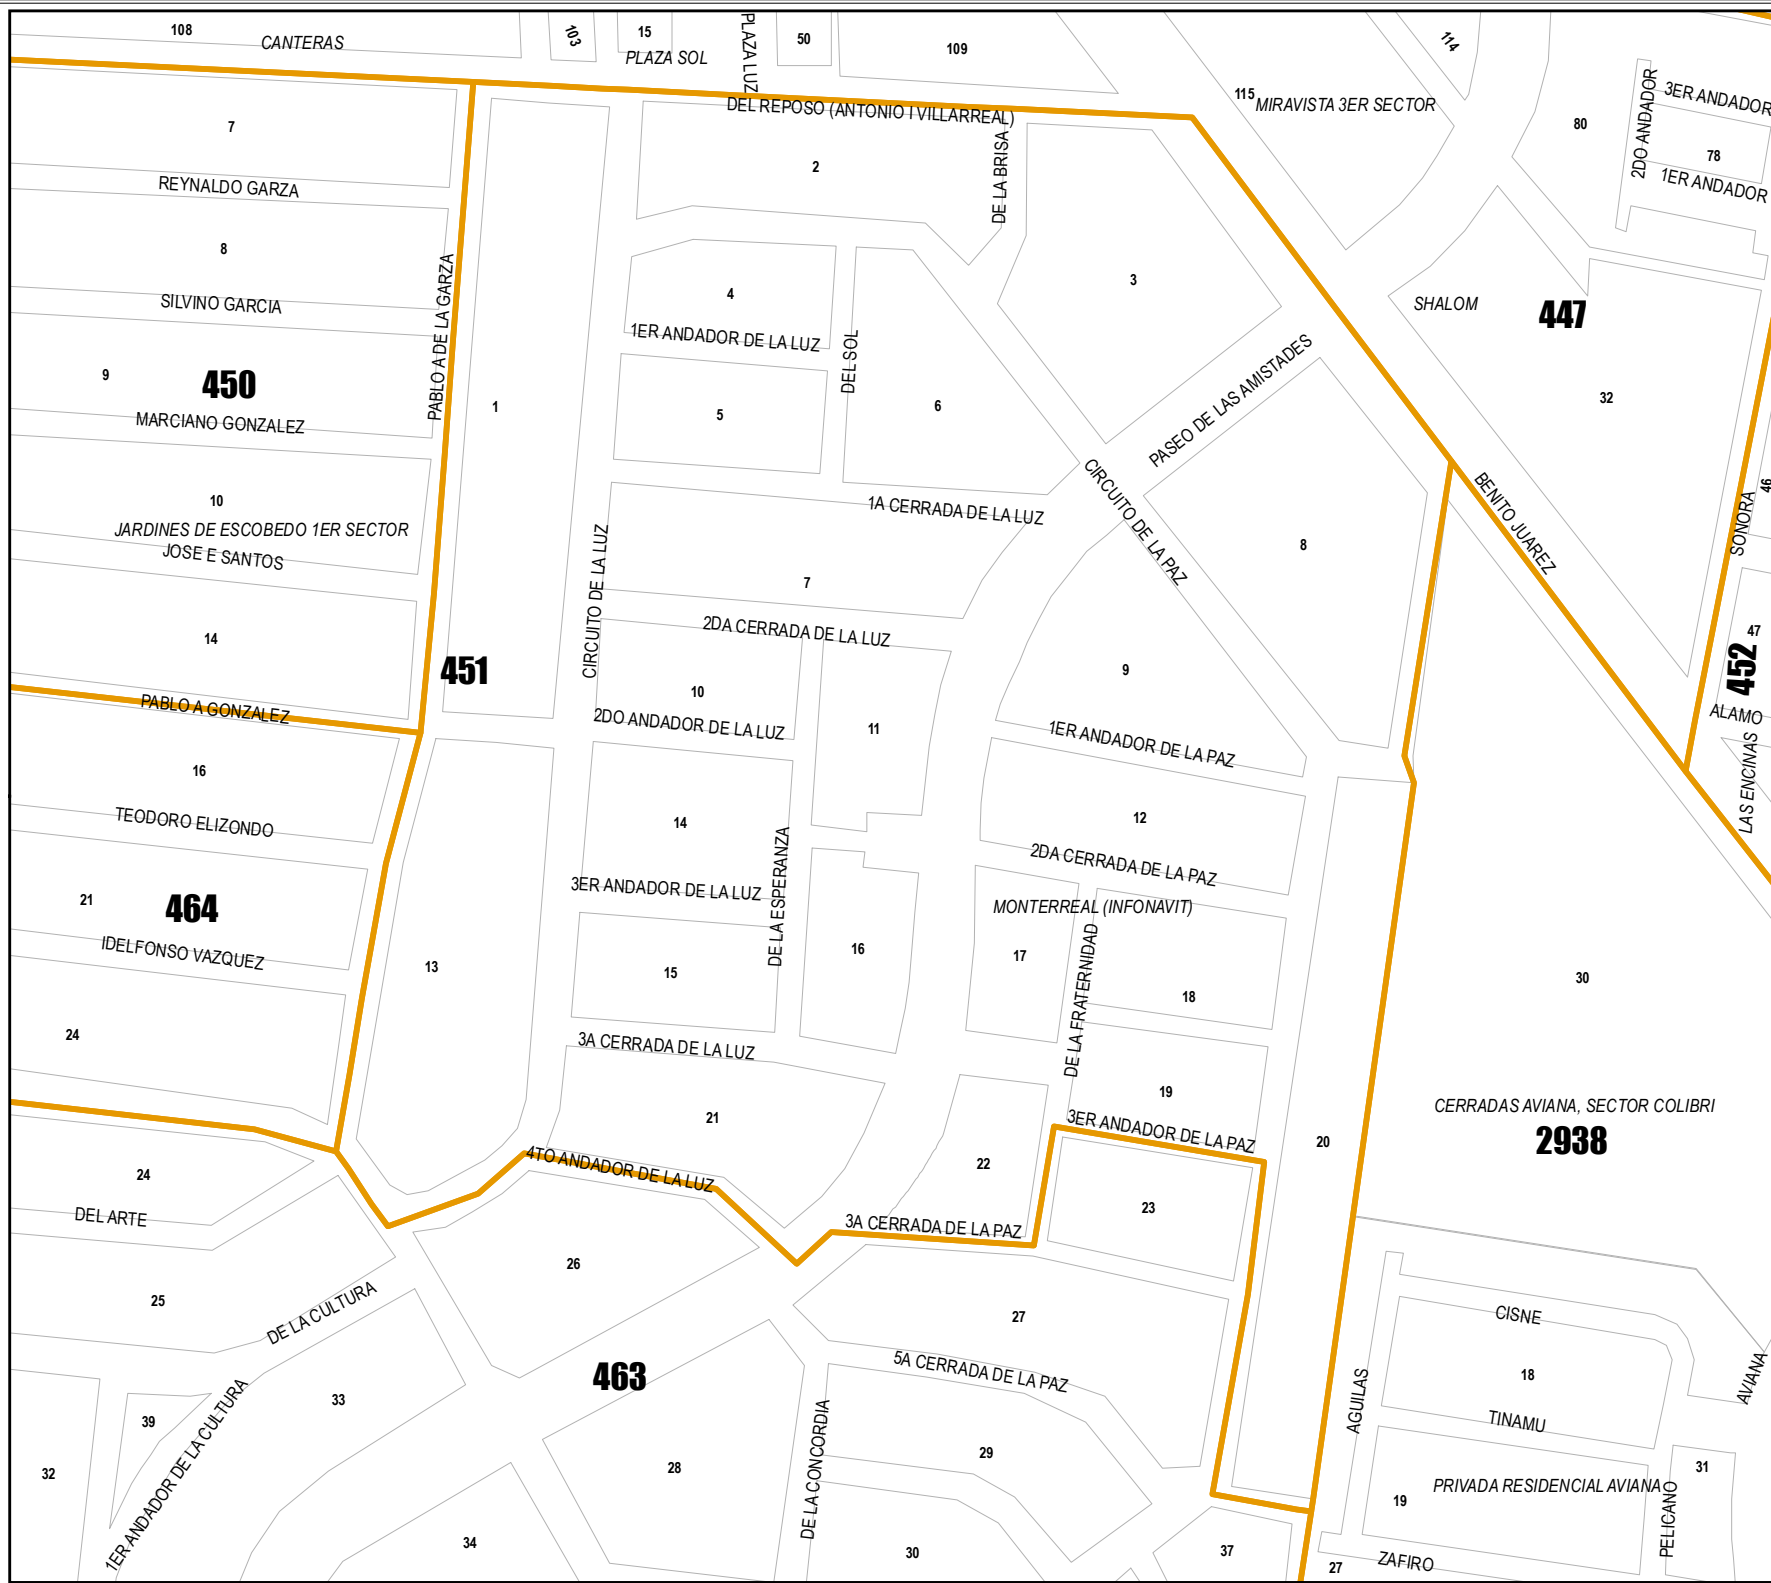 108
CANTERAS
103
15
PLAZA SOL
PLAZA LUZ
50
109
114
115
MIRAVISTA 3ER SECTOR
80
2DO ANDADOR
3ER ANDADOR
78
1ER ANDADOR
7
DEL REPOSO (ANTONIO I VILLARREAL)
2
DE LA BRISA
REYNALDO GARZA
8
SILVINO GARCIA
PABLO A DE LA GARZA
4
1ER ANDADOR DE LA LUZ
DEL SOL
3
SHALOM
447
9
450
MARCIANO GONZALEZ
1
5
6
PASEO DE LAS AMISTADES
32
10
JARDINES DE ESCOBEDO 1ER SECTOR
JOSE E SANTOS
CIRCUITO DE LA LUZ
1A CERRADA DE LA LUZ
CIRCUITO DE LA PAZ
8
BENITO JUAREZ
SONORA
46
7
14
2DA CERRADA DE LA LUZ
47
451
452
10
9
PABLO A GONZALEZ
2DO ANDADOR DE LA LUZ
11
1ER ANDADOR DE LA PAZ
ALAMO
16
LAS ENCINAS
TEODORO ELIZONDO
14
12
DE LA ESPERANZA
2DA CERRADA DE LA PAZ
21
464
3ER ANDADOR DE LA LUZ
MONTERREAL (INFONAVIT)
IDELFONSO VAZQUEZ
13
15
16
17
DE LA FRATERNIDAD
18
30
24
3A CERRADA DE LA LUZ
19
CERRADAS AVIANA, SECTOR COLIBRI
2938
21
3ER ANDADOR DE LA PAZ
20
24
4TO ANDADOR DE LA LUZ
22
23
DEL ARTE
3A CERRADA DE LA PAZ
26
25
DE LA CULTURA
27
CISNE
463
5A CERRADA DE LA PAZ
AVIANA
18
33
39
1ER ANDADOR DE LA CULTURA
AGUILAS
TINAMU
32
28
DE LA CONCORDIA
29
31
PRIVADA RESIDENCIAL AVIANA
19
PELICANO
34
30
37
27
ZAFIRO